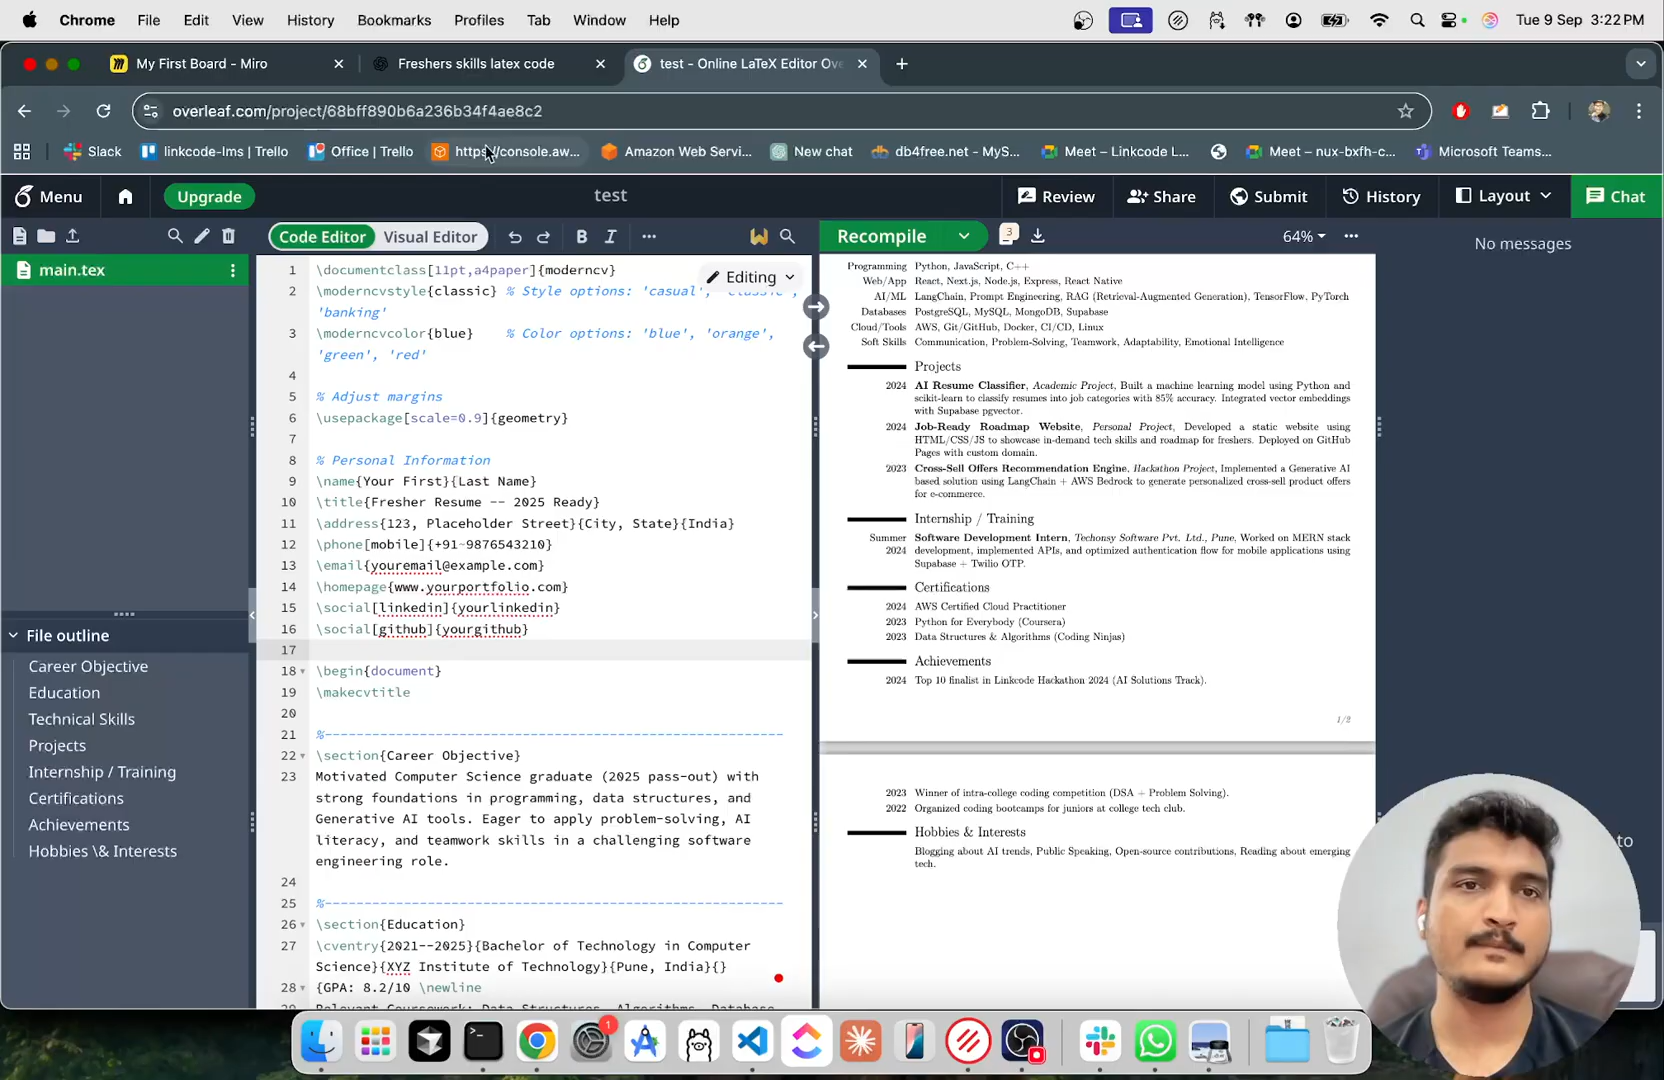 Chrome File Edit View History Bookmarks Profiles Tab Window Help Tue 9 Sep 3:22 PM
My First Board - Miro Freshers skills latex code test - Online LaTeX Editor Ov
overleaf.com/project/68bff890b6a236b34f4ae8c2
Slack linkcode-lms | Trello Office | Trello https://console.aw... Amazon Web Servi... New chat db4free.net - MyS... Meet – Linkcode L... Meet – nux-bxfh-c... Microsoft Teams...
Menu Upgrade test Review Share Submit History Layout Chat
Code Editor Visual Editor B I ... Recompile 3 64% ... No messages
main.tex
Editing
1 \documentclass[11pt,a4paper]{moderncv}
2 \moderncvstyle{classic} % Style options: 'casual', 'classic',
'banking'
3 \moderncvcolor{blue} % Color options: 'blue', 'orange',
'green', 'red'
4
5 % Adjust margins
6 \usepackage[scale=0.9]{geometry}
7
8 % Personal Information
9 \name{Your First}{Last Name}
10 \title{Fresher Resume -- 2025 Ready}
11 \address{123, Placeholder Street}{City, State}{India}
12 \phone[mobile]{+91~9876543210}
13 \email{youremail@example.com}
14 \homepage{www.yourportfolio.com}
15 \social[linkedin]{yourlinkedin}
16 \social[github]{yourgithub}
17
18 \begin{document}
19 \makecvtitle
20
21 %-----------------------------------------------------------
22 \section{Career Objective}
23 Motivated Computer Science graduate (2025 pass-out) with
strong foundations in programming, data structures, and
Generative AI tools. Eager to apply problem-solving, AI
literacy, and teamwork skills in a challenging software
engineering role.
24
25 %-----------------------------------------------------------
26 \section{Education}
27 \cventry{2021--2025}{Bachelor of Technology in Computer
Science}{XYZ Institute of Technology}{Pune, India}{}
28 {GPA: 8.2/10 \newline
29 Relevant Coursework: Data Structures, Algorithms, Database
File outline
Career Objective
Education
Technical Skills
Projects
Internship / Training
Certifications
Achievements
Hobbies \& Interests
Programming Python, JavaScript, C++
Web/App React, Next.js, Node.js, Express, React Native
AI/ML LangChain, Prompt Engineering, RAG (Retrieval-Augmented Generation), TensorFlow, PyTorch
Databases PostgreSQL, MySQL, MongoDB, Supabase
Cloud/Tools AWS, Git/GitHub, Docker, CI/CD, Linux
Soft Skills Communication, Problem-Solving, Teamwork, Adaptability, Emotional Intelligence
Projects
2024 AI Resume Classifier, Academic Project, Built a machine learning model using Python and
scikit-learn to classify resumes into job categories with 85% accuracy. Integrated vector embeddings
with Supabase pgvector.
2024 Job-Ready Roadmap Website, Personal Project, Developed a static website using
HTML/CSS/JS to showcase in-demand tech skills and roadmap for freshers. Deployed on GitHub
Pages with custom domain.
2023 Cross-Sell Offers Recommendation Engine, Hackathon Project, Implemented a Generative AI
based solution using LangChain + AWS Bedrock to generate personalized cross-sell product offers
for e-commerce.
Internship / Training
Summer Software Development Intern, Techonsy Software Pvt. Ltd., Pune, Worked on MERN stack
2024 development, implemented APIs, and optimized authentication flow for mobile applications using
Supabase + Twilio OTP.
Certifications
2024 AWS Certified Cloud Practitioner
2023 Python for Everybody (Coursera)
2023 Data Structures & Algorithms (Coding Ninjas)
Achievements
2024 Top 10 finalist in Linkcode Hackathon 2024 (AI Solutions Track).
1/2
2023 Winner of intra-college coding competition (DSA + Problem Solving).
2022 Organized coding bootcamps for juniors at college tech club.
Hobbies & Interests
Blogging about AI trends, Public Speaking, Open-source contributions, Reading about emerging
tech.
to
1